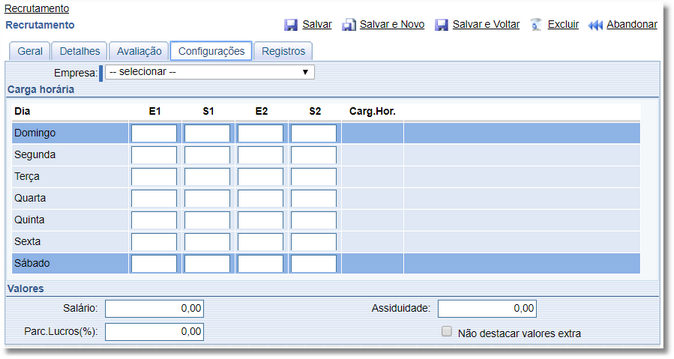 Recrutamento
Recrutamento Salvar Salvar e Novo Salvar e Voltar Excluir Abandonar
Geral Detalhes Avaliação Configurações Registros
Empresa: -- selecionar --
Carga horária
Dia E1 S1 E2 S2 Carg.Hor.
Domingo
Segunda
Terça
Quarta
Quinta
Sexta
Sábado
Valores
Salário: 0,00 Assiduidade: 0,00
Parc.Lucros(%): 0,00 Não destacar valores extra